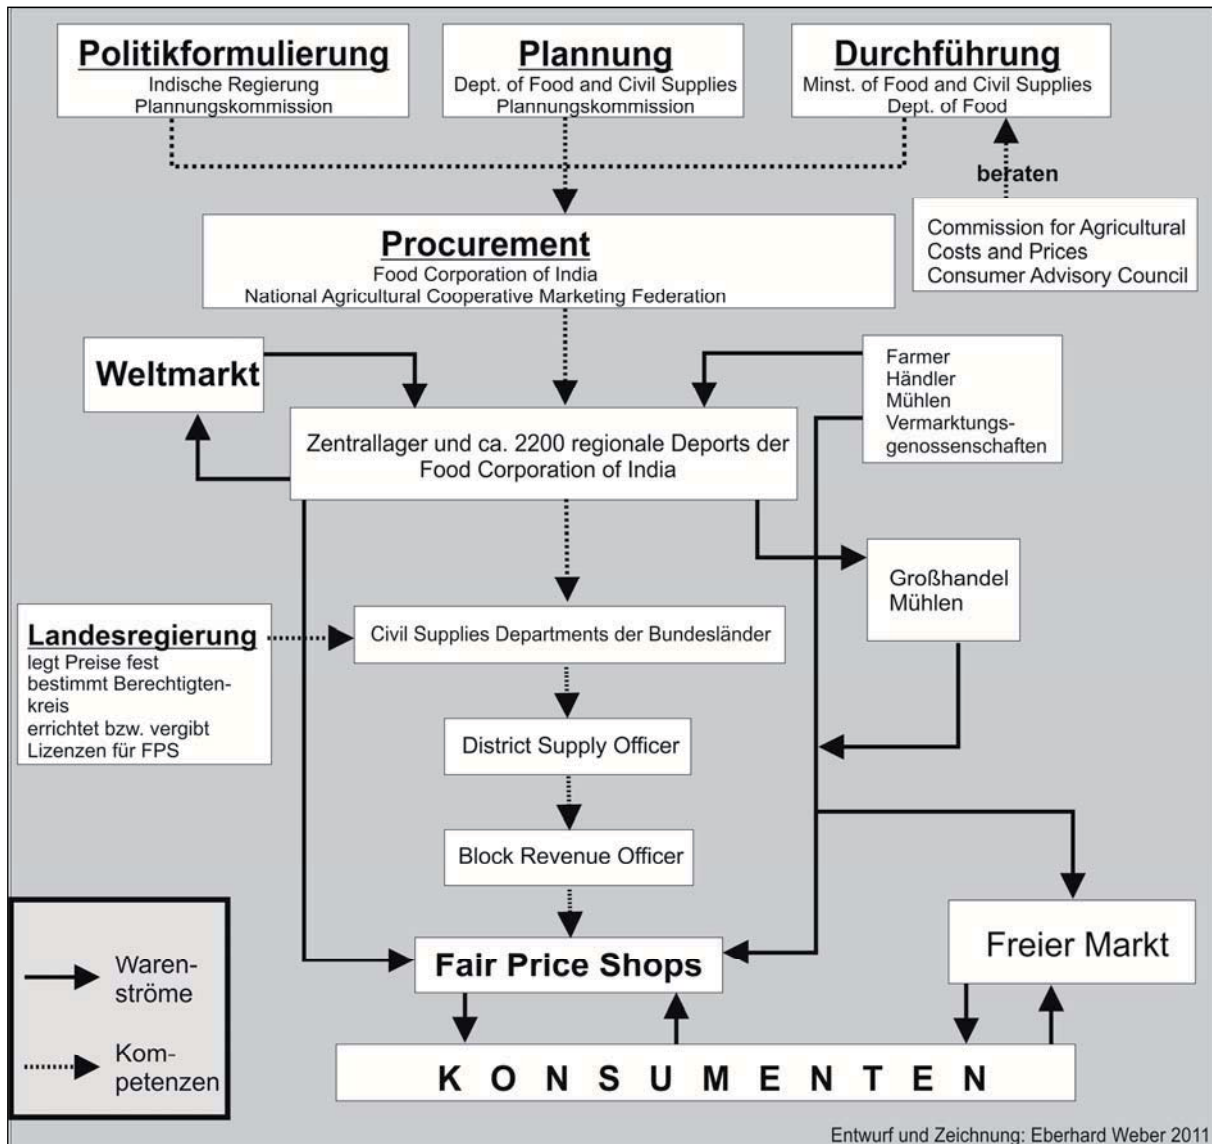 Politikformulierung
Indische Regierung
Plannungskommission
Plannung
Dept. of Food and Civil Supplies
Plannungskommission
Durchführung
Minst. of Food and Civil Supplies
Dept. of Food
beraten
Commission for Agricultural
Costs and Prices
Consumer Advisory Council
Procurement
Food Corporation of India
National Agricultural Cooperative Marketing Federation
Weltmarkt
Farmer
Händler
Mühlen
Vermarktungs-
genossenschaften
Zentrallager und ca. 2200 regionale Deports der
Food Corporation of India
Großhandel
Mühlen
Landesregierung
legt Preise fest
bestimmt Berechtigten-
kreis
errichtet bzw. vergibt
Lizenzen für FPS
Civil Supplies Departments der Bundesländer
District Supply Officer
Block Revenue Officer
Fair Price Shops
Freier Markt
K O N S U M E N T E N
Waren-
ströme
Kom-
petenzen
Entwurf und Zeichnung: Eberhard Weber 2011